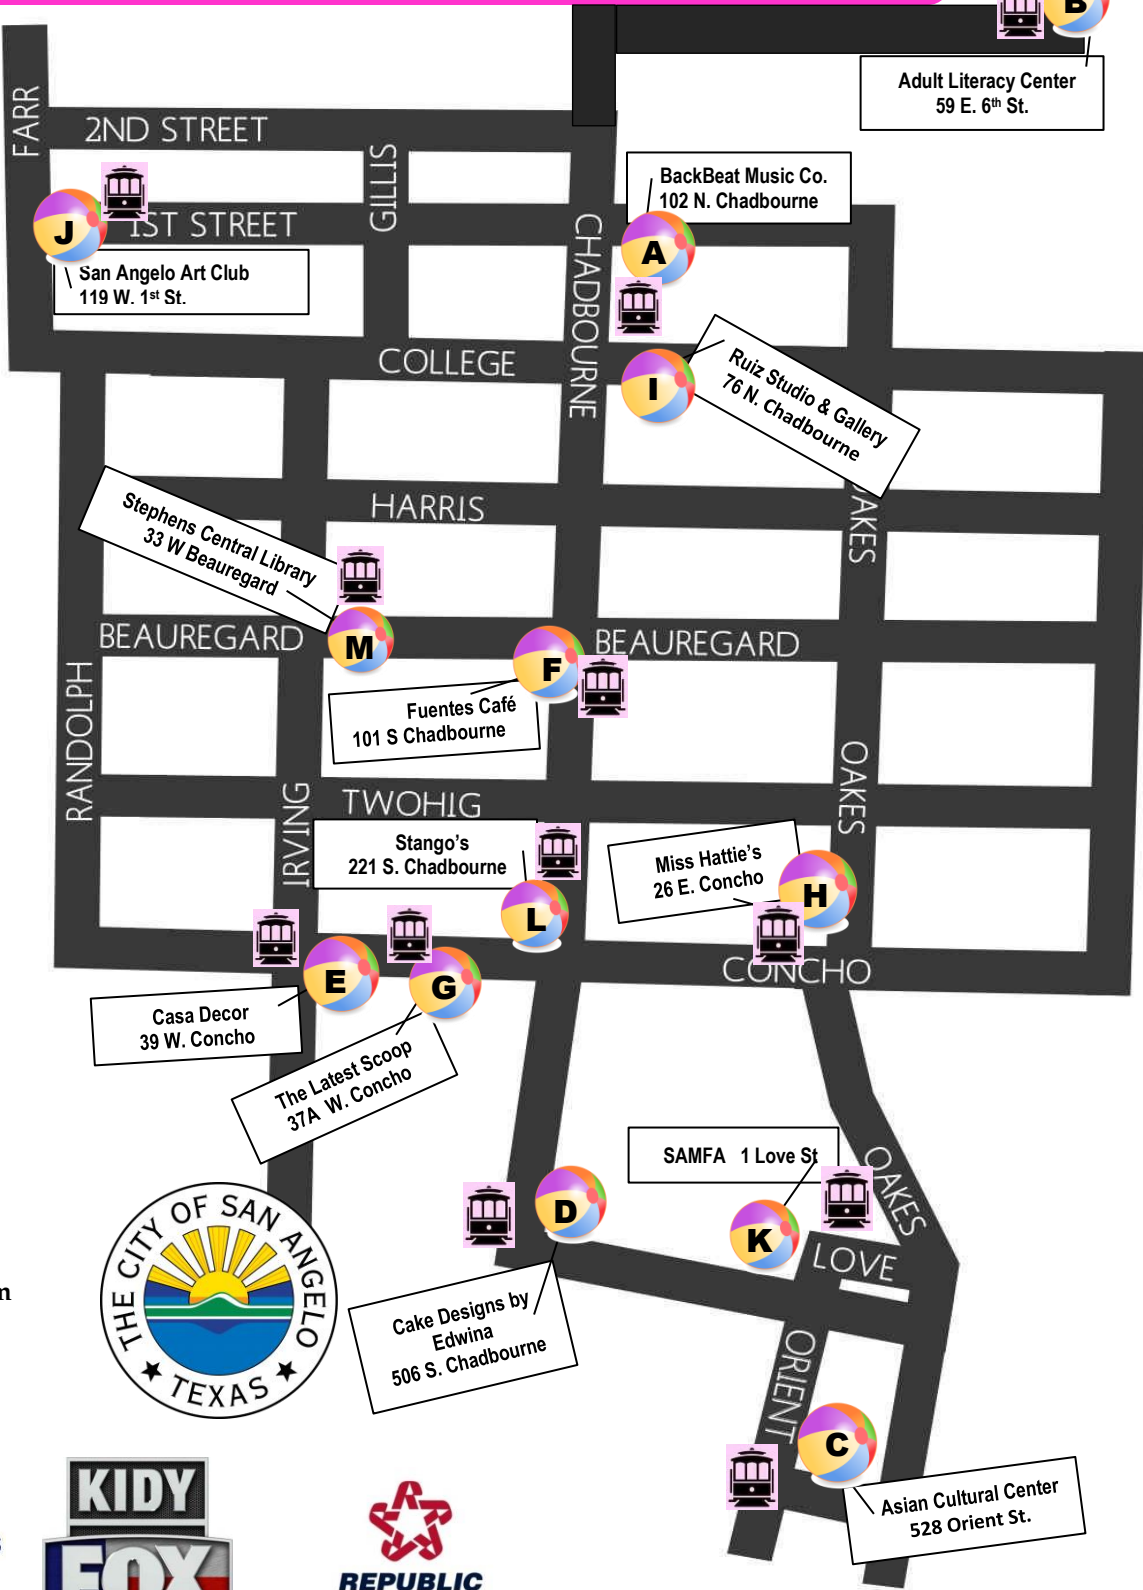 B
Adult Literacy Center
59 E. 6th St.
FARR
2ND STREET
GILLIS
BackBeat Music Co.
102 N. Chadbourne
J
1ST STREET
A
San Angelo Art Club
119 W. 1st St.
CHADBOURNE
COLLEGE
I
Ruiz Studio & Gallery
76 N. Chadbourne
HARRIS
OAKES
Stephens Central Library
33 W Beauregard
BEAUREGARD
M
F
BEAUREGARD
Fuentes Café
101 S Chadbourne
RANDOLPH
IRVING
TWOHIG
OAKES
Stango's
221 S. Chadbourne
Miss Hattie's
26 E. Concho
H
L
CONCHO
E
G
Casa Decor
39 W. Concho
The Latest Scoop
37A W. Concho
SAMFA 1 Love St
OAKES
D
K
LOVE
THE CITY OF SAN ANGELO
TEXAS
Cake Designs by
Edwina
506 S. Chadbourne
ORIENT
C
Asian Cultural Center
528 Orient St.
KIDY
FOX
REPUBLIC